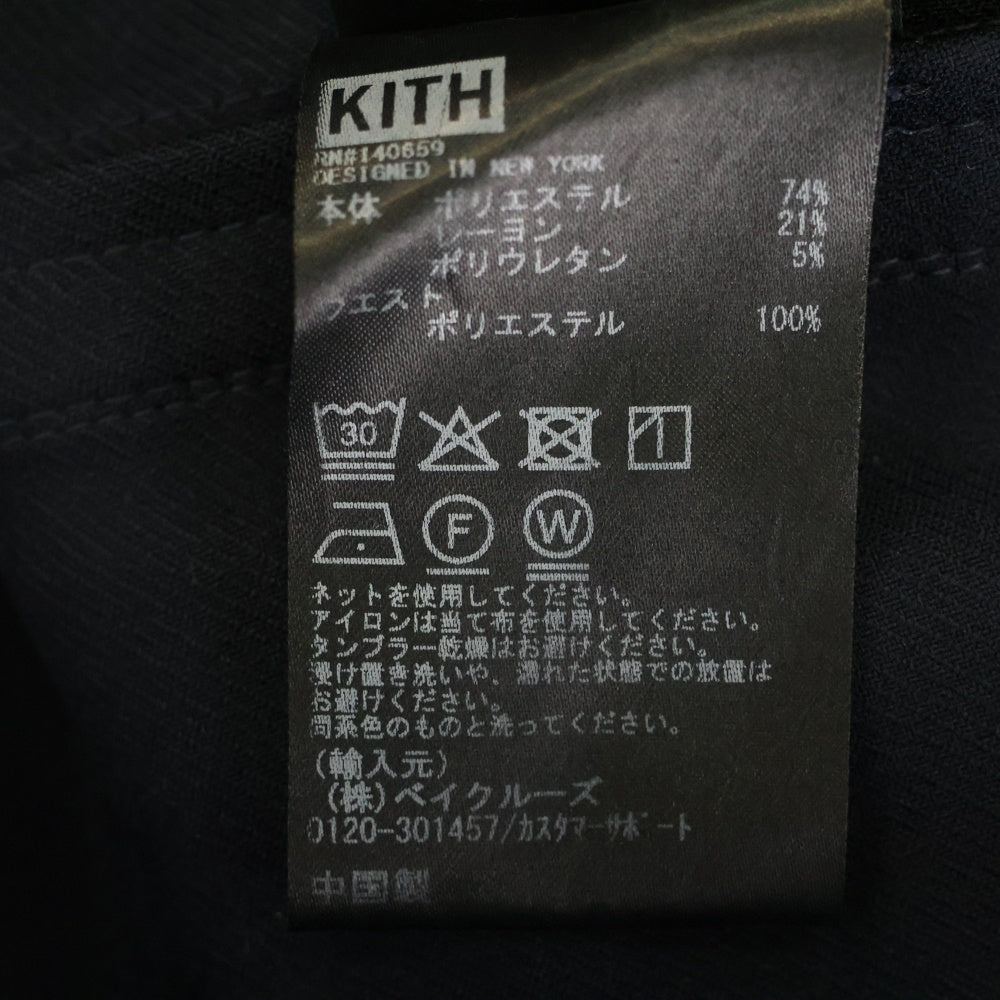 KITH
RN#140659
DESIGNED IN NEW YORK
本体 ポリエステル 74%
レーヨン 21%
ポリウレタン 5%
ウエスト
ポリエステル 100%
30
F W
ネットを使用してください。
アイロンは当て布を使用してください。
タンブラー乾燥はお避けください。
浸け置き洗いや、濡れた状態での放置は
お避けください。
同系色のものと洗ってください。
(輸入元)
(株)ベイクルーズ
0120-301457/カスタマーサポート
中国製